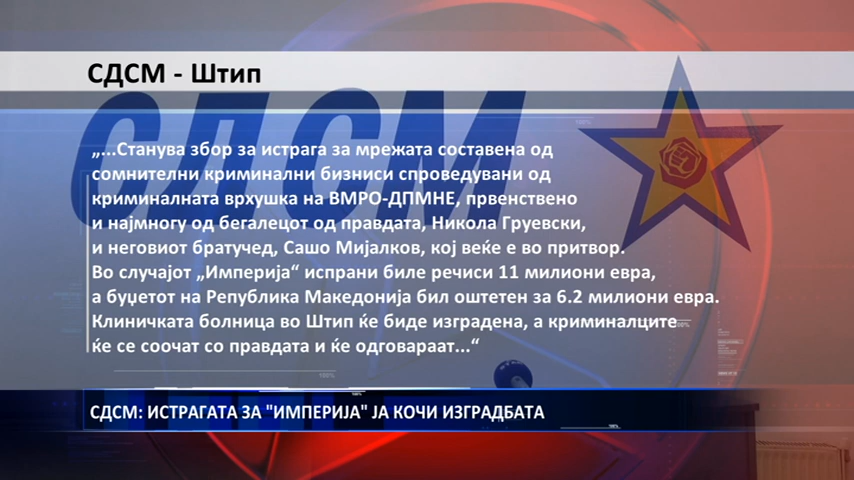 СДСМ - Штип
СДСМ
„...Станува збор за истрага за мрежата составена од
сомнителни криминални бизниси спроведувани од
криминалната врхушка на ВМРО-ДПМНЕ, првенствено
и најмногу од бегалецот од правдата, Никола Груевски,
и неговиот братучед, Сашо Мијалков, кој веќе е во притвор.
Во случајот „Империја“ испрани биле речиси 11 милиони евра,
а буџетот на Република Македонија бил оштетен за 6.2 милиони евра.
Клиничката болница во Штип ќе биде изградена, а криминалците
ќе се соочат со правдата и ќе одговараат...“
СДСМ: ИСТРАГАТА ЗА "ИМПЕРИЈА" ЈА КОЧИ ИЗГРАДБАТА